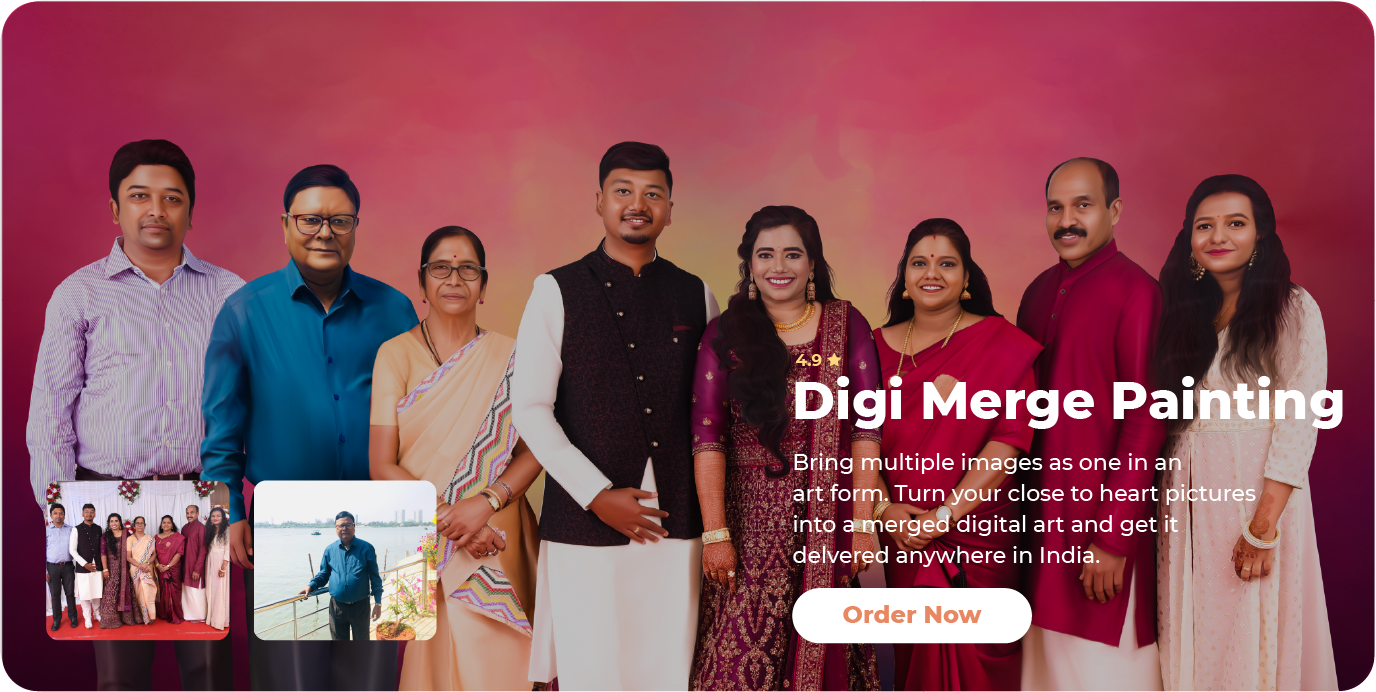 4.9 ★
Digi Merge Painting
Bring multiple images as one in an
art form. Turn your close to heart pictures
into a merged digital art and get it
delvered anywhere in India.
Order Now